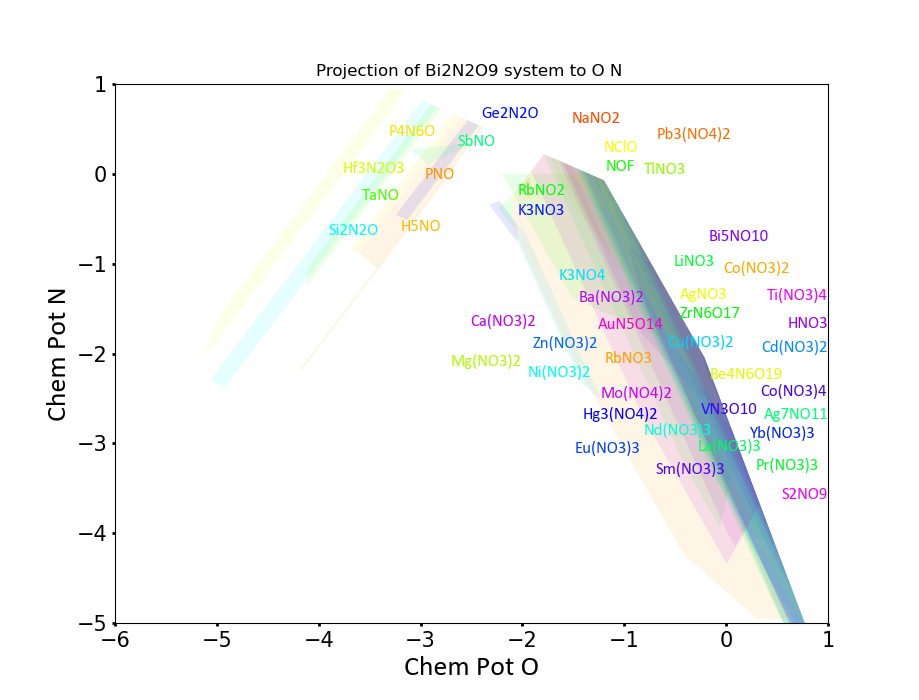 Projection of Bi2N2O9 system to O N
1
Ge2N2O
NaNO2
P4N6O
Pb3(NO4)2
SbNO
NClO
Hf3N2O3
NOF
TlNO3
0
PNO
TaNO
RbNO2
K3NO3
Si2N2O
H5NO
Bi5NO10
−1
LiNO3
Co(NO3)2
K3NO4
Ba(NO3)2
AgNO3
Ti(NO3)4
ZrN6O17
Ca(NO3)2
AuN5O14
HNO3
Zn(NO3)2
Cu(NO3)2
Cd(NO3)2
−2
Mg(NO3)2
RbNO3
Ni(NO3)2
Be4N6O19
Mo(NO4)2
Co(NO3)4
Hg3(NO4)2
VN3O10
Ag7NO11
Nd(NO3)3
Yb(NO3)3
−3
Eu(NO3)3
La(NO3)3
Sm(NO3)3
Pr(NO3)3
S2NO9
−4
−5
Chem Pot N
−6 −5 −4 −3 −2 −1 0 1
Chem Pot O